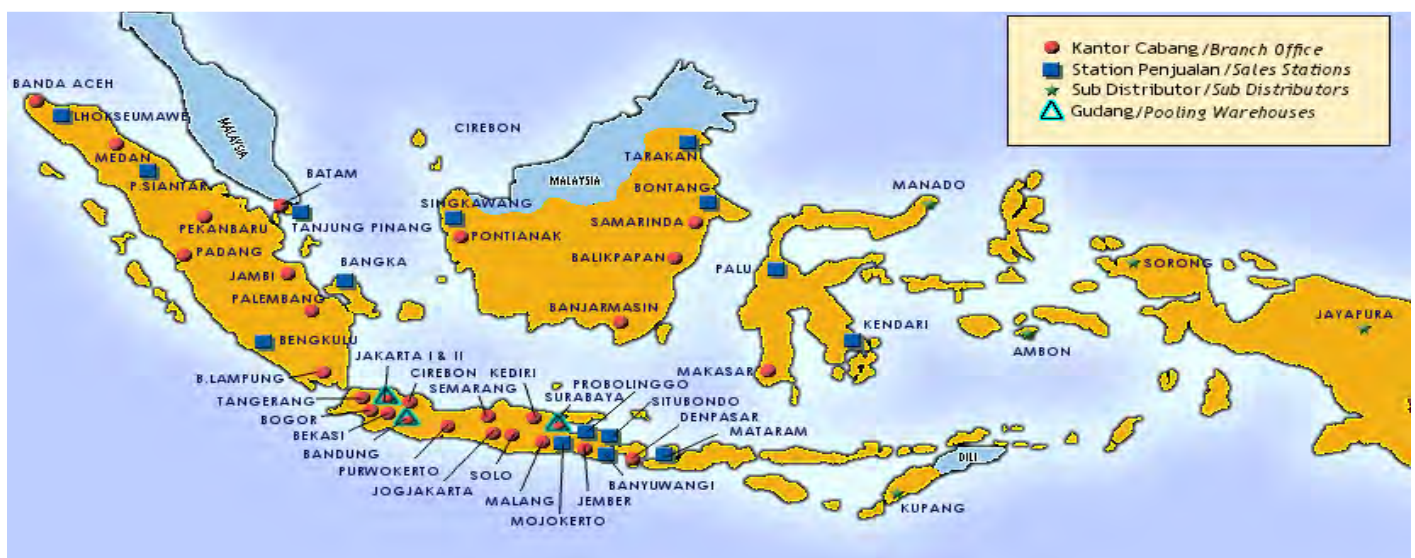 Kantor Cabang/Branch Office
Station Penjualan/Sales Stations
Sub Distributor/Sub Distributors
Gudang/Pooling Warehouses
BANDA ACEH
LHOKSEUMAWE
MEDAN
P.SIANTAR
MALAYSIA
BATAM
TANJUNG PINANG
PEKANBARU
PADANG
JAMBI
BANGKA
PALEMBANG
BENGKULU
B.LAMPUNG
CIREBON
MALAYSIA
TARAKAN
BONTANG
SINGKAWANG
SAMARINDA
PONTIANAK
BALIKPAPAN
BANJARMASIN
MANADO
PALU
KENDARI
MAKASAR
SORONG
JAYAPURA
AMBON
JAKARTA I & II
CIREBON
KEDIRI
SEMARANG
PROBOLINGGO
SURABAYA
SITUBONDO
DENPASAR
MATARAM
TANGERANG
BOGOR
BEKASI
BANDUNG
PURWOKERTO
JOGJAKARTA
SOLO
MALANG
MOJOKERTO
JEMBER
BANYUWANGI
DILI
KUPANG